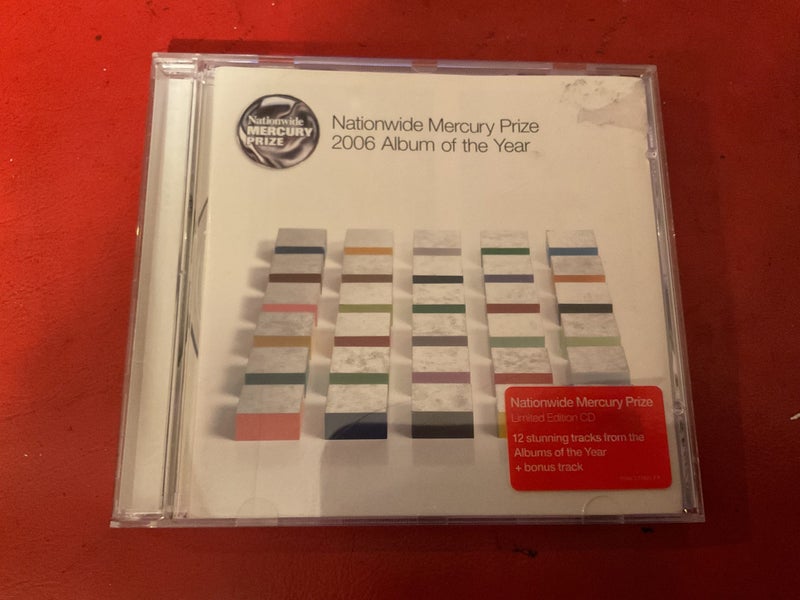 Nationwide
MERCURY
PRIZE
Nationwide Mercury Prize
2006 Album of the Year
Nationwide Mercury Prize
Limited Edition CD
12 stunning tracks from the
Albums of the Year
+ bonus track